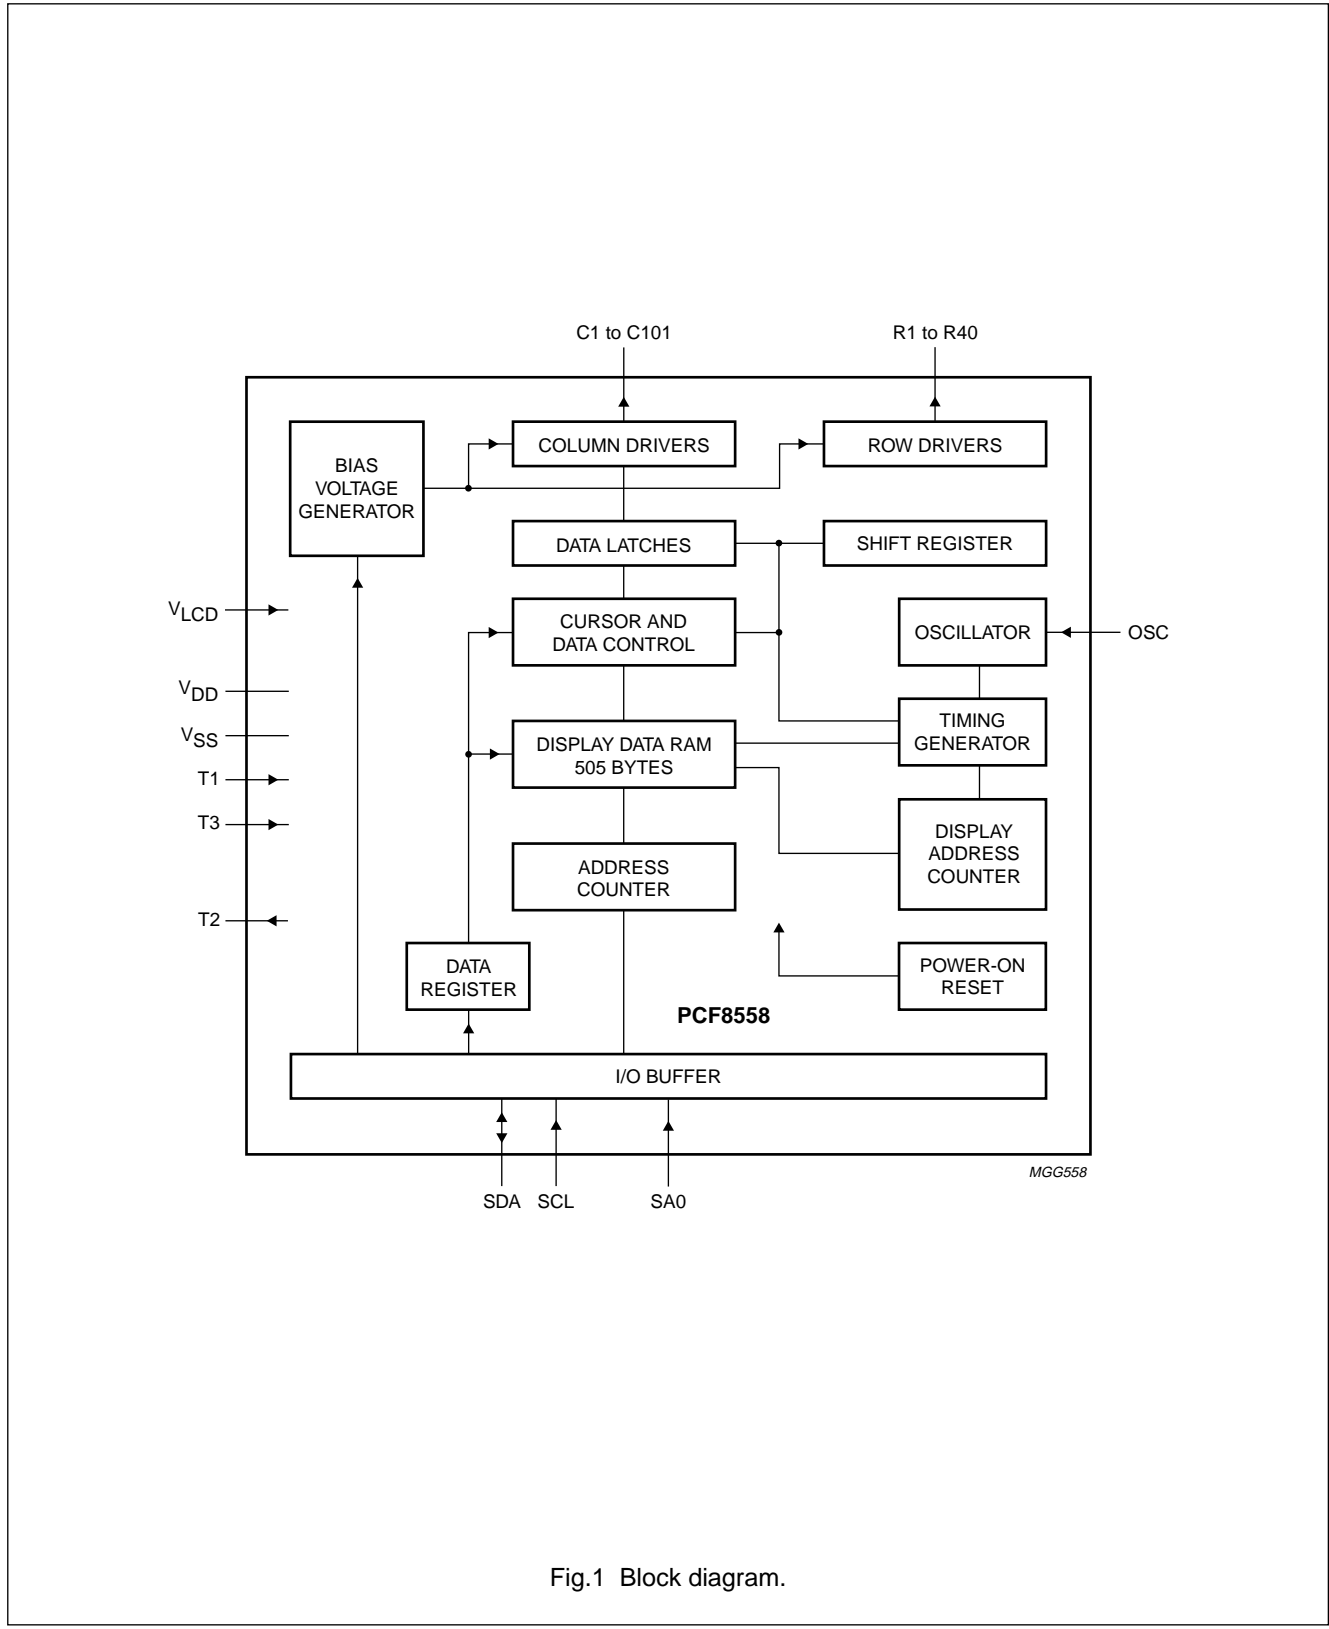 C1 to C101
R1 to R40
BIAS
VOLTAGE
GENERATOR
COLUMN DRIVERS
ROW DRIVERS
DATA LATCHES
SHIFT REGISTER
VLCD
CURSOR AND
DATA CONTROL
OSCILLATOR
OSC
VDD
VSS
T1
T3
T2
DISPLAY DATA RAM
505 BYTES
TIMING
GENERATOR
ADDRESS
COUNTER
DISPLAY
ADDRESS
COUNTER
DATA
REGISTER
POWER-ON
RESET
PCF8558
I/O BUFFER
MGG558
SDA
SCL
SA0
Fig.1 Block diagram.